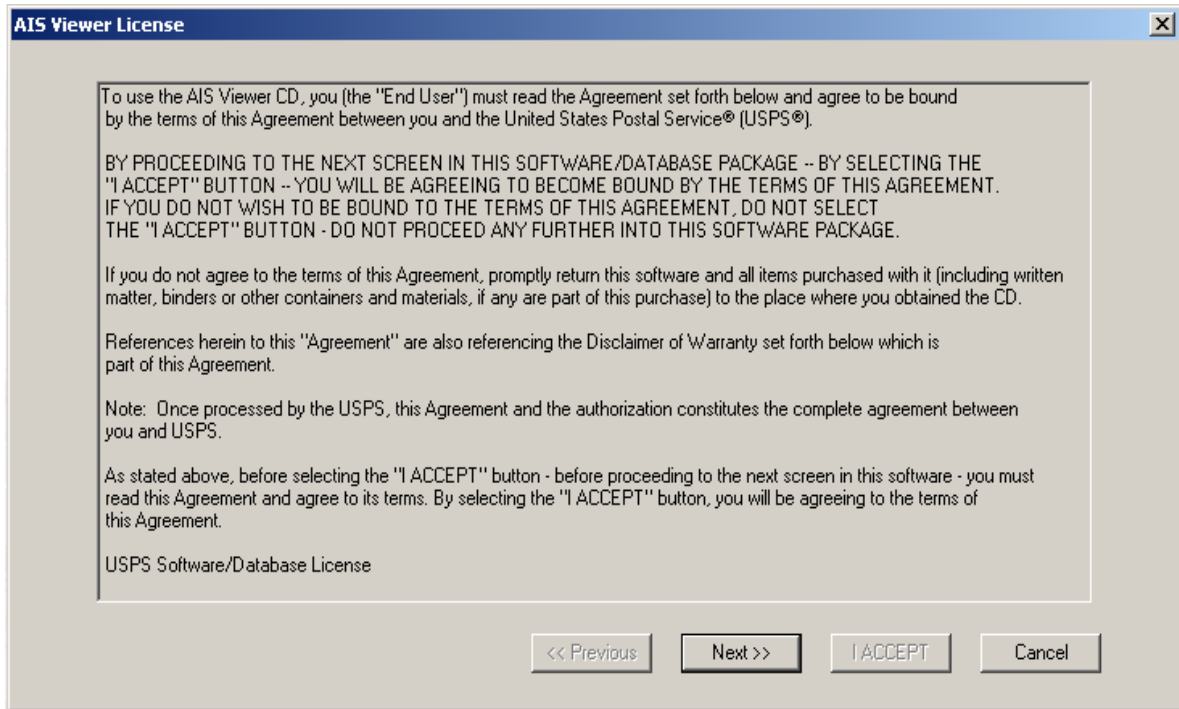 AIS Viewer License
To use the AIS Viewer CD, you (the "End User") must read the Agreement set forth below and agree to be bound
by the terms of this Agreement between you and the United States Postal Service® (USPS®).
BY PROCEEDING TO THE NEXT SCREEN IN THIS SOFTWARE/DATABASE PACKAGE -- BY SELECTING THE
"I ACCEPT" BUTTON -- YOU WILL BE AGREEING TO BECOME BOUND BY THE TERMS OF THIS AGREEMENT.
IF YOU DO NOT WISH TO BE BOUND TO THE TERMS OF THIS AGREEMENT, DO NOT SELECT
THE "I ACCEPT" BUTTON - DO NOT PROCEED ANY FURTHER INTO THIS SOFTWARE PACKAGE.
If you do not agree to the terms of this Agreement, promptly return this software and all items purchased with it (including written
matter, binders or other containers and materials, if any are part of this purchase) to the place where you obtained the CD.
References herein to this "Agreement" are also referencing the Disclaimer of Warranty set forth below which is
part of this Agreement.
Note:  Once processed by the USPS, this Agreement and the authorization constitutes the complete agreement between
you and USPS.
As stated above, before selecting the "I ACCEPT" button - before proceeding to the next screen in this software - you must
read this Agreement and agree to its terms. By selecting the "I ACCEPT" button, you will be agreeing to the terms of
this Agreement.
USPS Software/Database License
<< Previous
Next >>
I ACCEPT
Cancel